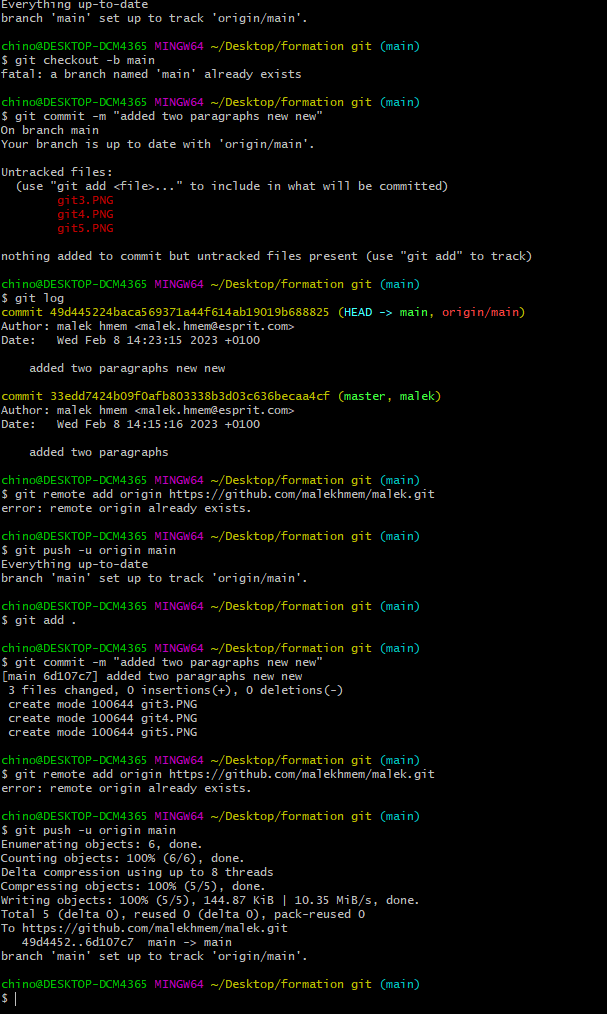 Everything up-to-date
branch 'main' set up to track 'origin/main'.
chino@DESKTOP-DCM4365 MINGW64 ~/Desktop/formation git (main)
$ git checkout -b main
fatal: a branch named 'main' already exists
chino@DESKTOP-DCM4365 MINGW64 ~/Desktop/formation git (main)
$ git commit -m "added two paragraphs new new"
On branch main
Your branch is up to date with 'origin/main'.
Untracked files:
  (use "git add <file>..." to include in what will be committed)
        git3.PNG
        git4.PNG
        git5.PNG
nothing added to commit but untracked files present (use "git add" to track)
chino@DESKTOP-DCM4365 MINGW64 ~/Desktop/formation git (main)
$ git log
commit 49d445224baca569371a44f614ab19019b688825 (HEAD -> main, origin/main)
Author: malek hmem <malek.hmem@esprit.com>
Date:   Wed Feb 8 14:23:15 2023 +0100
    added two paragraphs new new
commit 33edd7424b09f0afb803338b3d03c636becaa4cf (master, malek)
Author: malek hmem <malek.hmem@esprit.com>
Date:   Wed Feb 8 14:15:16 2023 +0100
    added two paragraphs
chino@DESKTOP-DCM4365 MINGW64 ~/Desktop/formation git (main)
$ git remote add origin https://github.com/malekhmem/malek.git
error: remote origin already exists.
chino@DESKTOP-DCM4365 MINGW64 ~/Desktop/formation git (main)
$ git push -u origin main
Everything up-to-date
branch 'main' set up to track 'origin/main'.
chino@DESKTOP-DCM4365 MINGW64 ~/Desktop/formation git (main)
$ git add .
chino@DESKTOP-DCM4365 MINGW64 ~/Desktop/formation git (main)
$ git commit -m "added two paragraphs new new"
[main 6d107c7] added two paragraphs new new
 3 files changed, 0 insertions(+), 0 deletions(-)
 create mode 100644 git3.PNG
 create mode 100644 git4.PNG
 create mode 100644 git5.PNG
chino@DESKTOP-DCM4365 MINGW64 ~/Desktop/formation git (main)
$ git remote add origin https://github.com/malekhmem/malek.git
error: remote origin already exists.
chino@DESKTOP-DCM4365 MINGW64 ~/Desktop/formation git (main)
$ git push -u origin main
Enumerating objects: 6, done.
Counting objects: 100% (6/6), done.
Delta compression using up to 8 threads
Compressing objects: 100% (5/5), done.
Writing objects: 100% (5/5), 144.87 KiB | 10.35 MiB/s, done.
Total 5 (delta 0), reused 0 (delta 0), pack-reused 0
To https://github.com/malekhmem/malek.git
   49d4452..6d107c7  main -> main
branch 'main' set up to track 'origin/main'.
chino@DESKTOP-DCM4365 MINGW64 ~/Desktop/formation git (main)
$